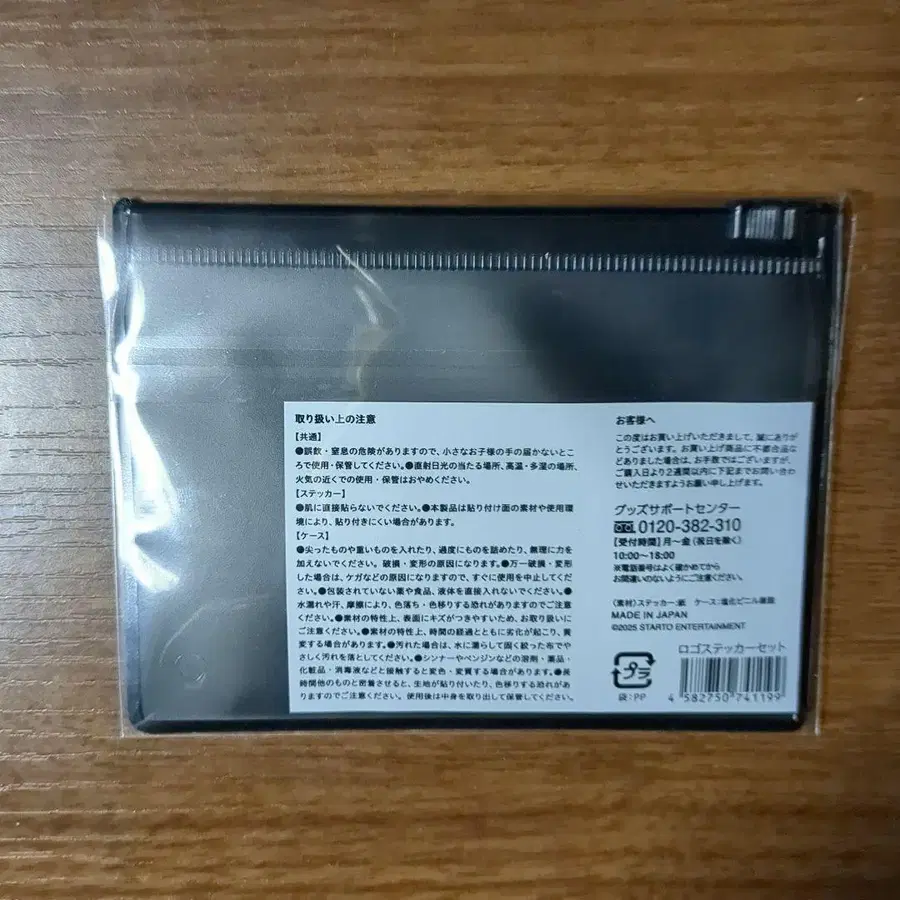 取り扱い上の注意
【共通】
●誤飲・窒息の危険がありますので、小さなお子様の手の届かないとこ
ろで使用・保管してください。●直射日光の当たる場所、高温・多湿の場所、
火気の近くでの使用・保管はおやめください。
【ステッカー】
●肌に直接貼らないでください。●本製品は貼り付け面の素材や使用環
境により、貼り付きにくい場合があります。
【ケース】
●尖ったものや重いものを入れたり、過度にものを詰めたり、無理に力を
加えないでください。破損・変形の原因になります。●万一破損・変形
した場合は、ケガなどの原因になりますので、すぐに使用を中止してくだ
さい。●包装されていない薬や食品、液体を直接入れないでください。●
水濡れや汗、摩擦により、色落ち・色移りする恐れがありますのでご注意
ください。●素材の特性上、表面にキズがつきやすいため、お取り扱いに
ご注意ください。●素材の特性上、時間の経過とともに劣化が起こり、黄
変する場合があります。●汚れた場合は、水に濡らして固く絞った布でや
さしく汚れを落としてください。●シンナーやベンジンなどの溶剤・薬品・
化粧品・消毒液などと接触すると変色・変質する場合があります。●長
時間他のものと密着させると、生地が貼り付いたり、色移りする恐れがあ
りますのでご注意ください。使用後は中身を取り出して保管してください。
お客様へ
この度はお買い上げいただきまして、誠にありが
とうございます。お買い上げ商品に不都合品な
どありました場合は、お手数ではございますが、
ご購入日より2週間以内に下記までお問い合わ
せいただきますようお願い申し上げます。
グッズサポートセンター
0120-382-310
【受付時間】月〜金(祝日を除く)
10:00〜18:00
※電話番号はよく確かめてから
お間違いのないようにご注意ください。
〈素材〉ステッカー:紙 ケース:塩化ビニル樹脂
MADE IN JAPAN
©2025 STARTO ENTERTAINMENT
ロゴステッカーセット
プラ
袋:PP
4 582750 741199